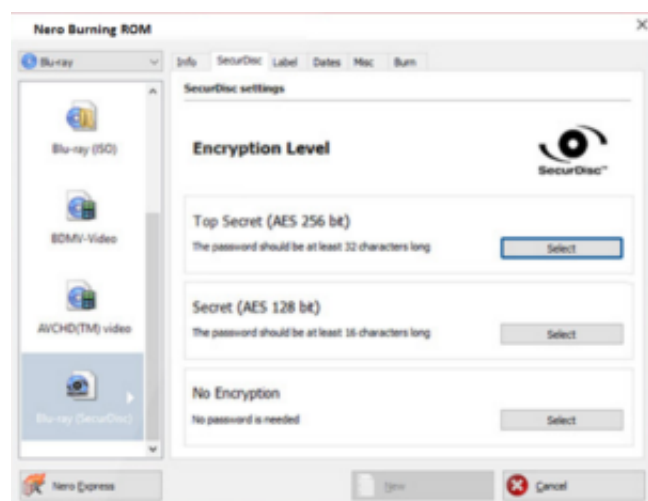 Nero Burning ROM
Blu-ray
Info SecurDisc Label Dates Misc Burn
SecurDisc settings
Blu-ray (ISO)
Encryption Level
SecurDisc™
BDMV-Video
Top Secret (AES 256 bit)
The password should be at least 32 characters long
Select
AVCHD(TM) video
Secret (AES 128 bit)
The password should be at least 16 characters long
Select
Blu-ray (SecurDisc)
No Encryption
No password is needed
Select
Nero Express
New
Cancel